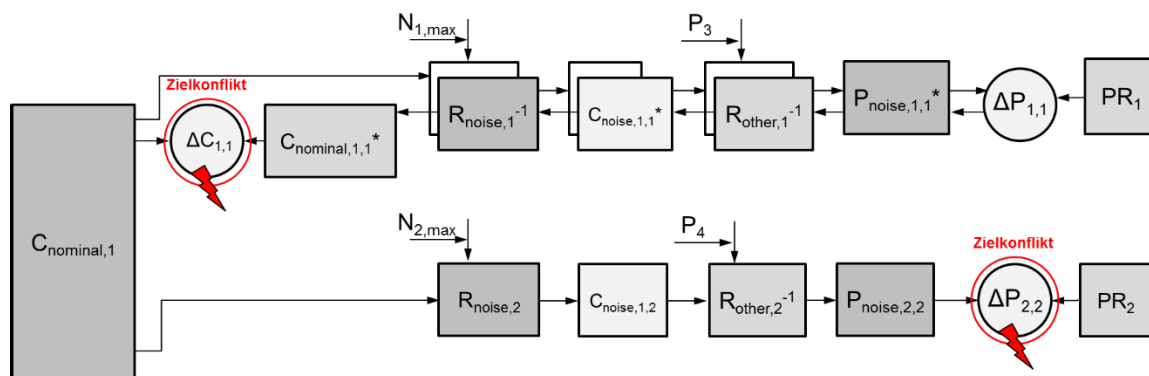 N1,max
P3
Zielkonflikt
Rnoise,1-1
Cnoise,1,1*
Rother,1-1
Pnoise,1,1*
ΔP1,1
PR1
ΔC1,1
Cnominal,1,1*
Cnominal,1
N2,max
P4
Zielkonflikt
Rnoise,2
Cnoise,1,2
Rother,2-1
Pnoise,2,2
ΔP2,2
PR2